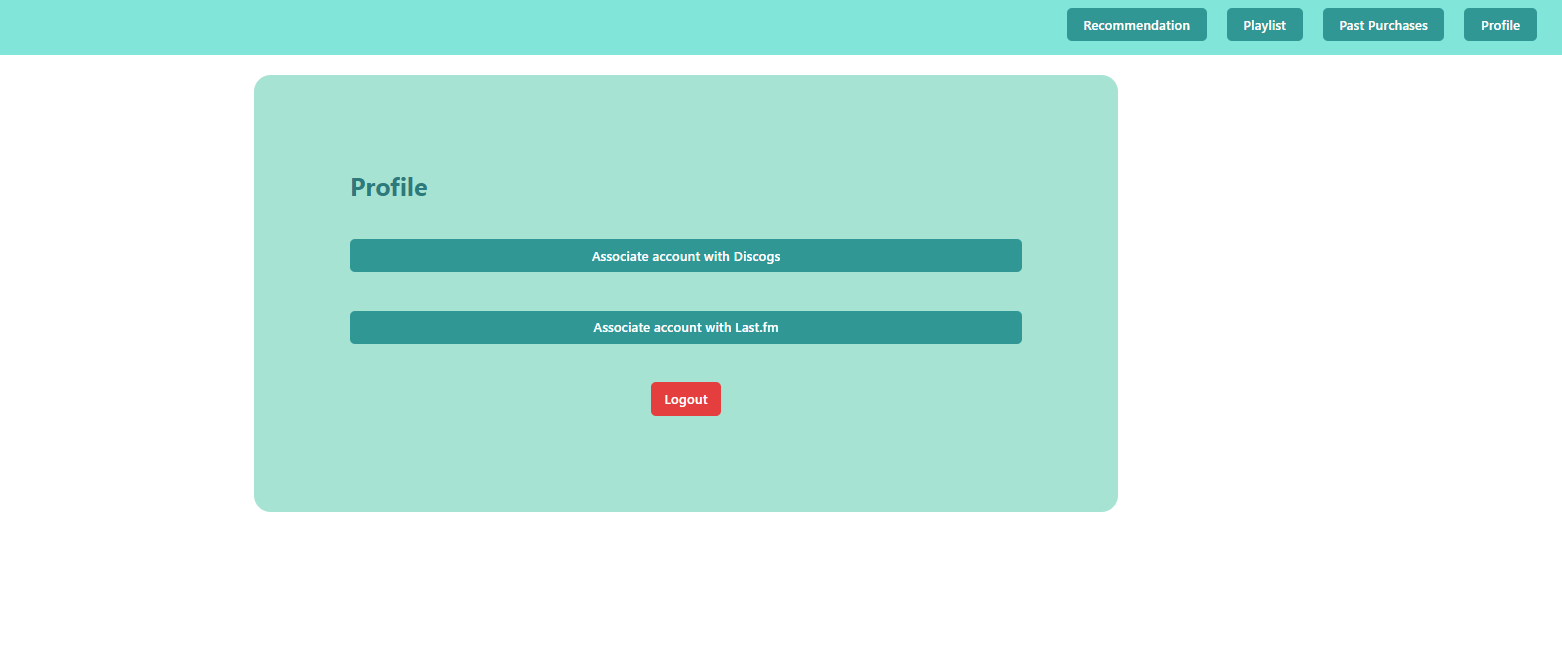 Recommendation Playlist Past Purchases Profile
Profile
Associate account with Discogs
Associate account with Last.fm
Logout